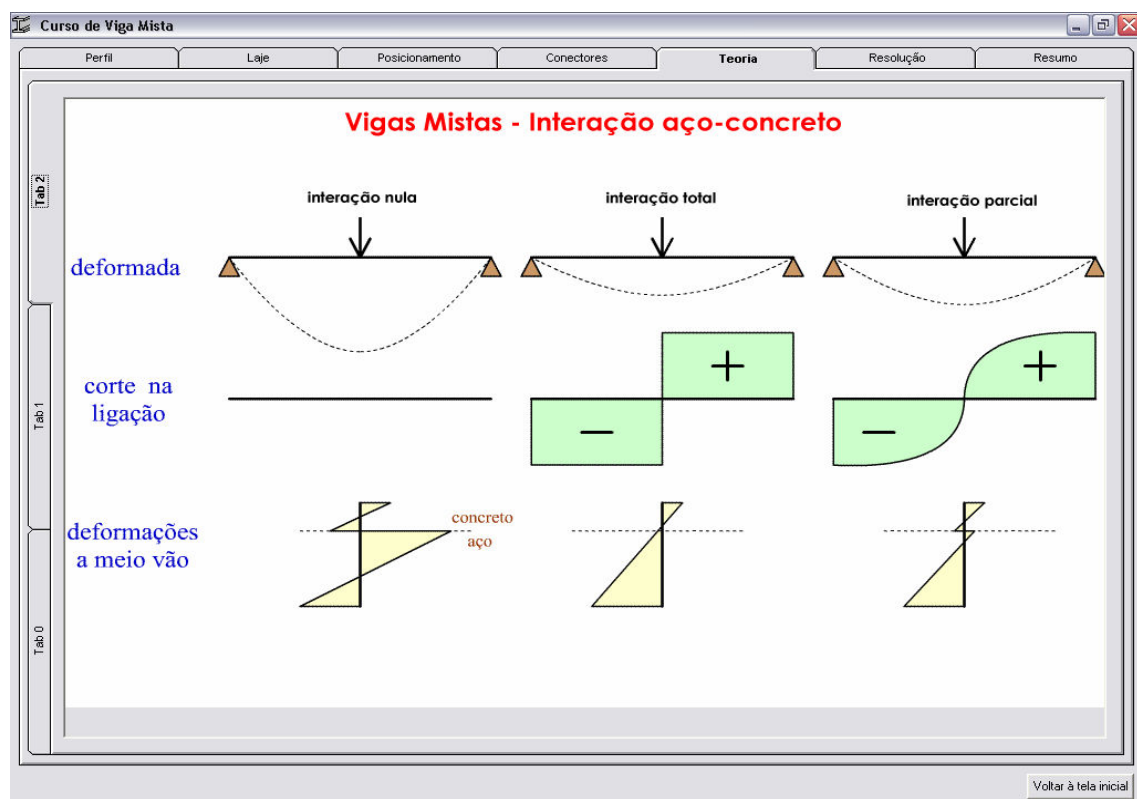 Curso de Viga Mista
Perfil
Laje
Posicionamento
Conectores
Teoria
Resolução
Resumo
Tab 2
Tab 1
Tab 0
Vigas Mistas - Interação aço-concreto
interação nula
interação total
interação parcial
deformada
corte na
ligação
+
−
+
−
deformações
a meio vão
concreto
aço
Voltar à tela inicial